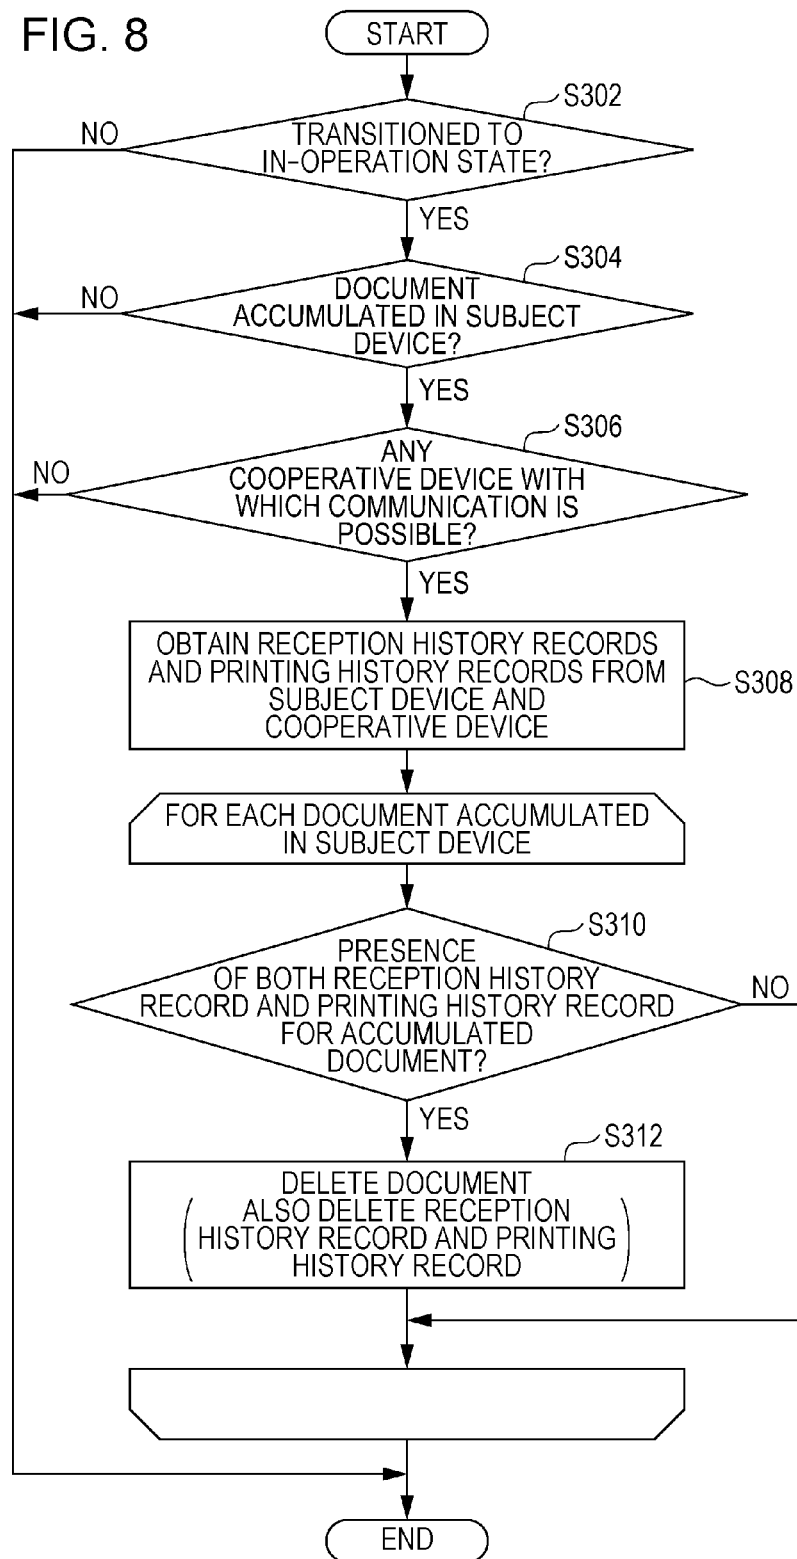 FIG. 8
START
S302
NO
TRANSITIONED TO
IN-OPERATION STATE?
YES
S304
NO
DOCUMENT
ACCUMULATED IN SUBJECT
DEVICE?
YES
S306
NO
ANY
COOPERATIVE DEVICE WITH
WHICH COMMUNICATION IS
POSSIBLE?
YES
OBTAIN RECEPTION HISTORY RECORDS
AND PRINTING HISTORY RECORDS FROM
SUBJECT DEVICE AND
COOPERATIVE DEVICE
S308
FOR EACH DOCUMENT ACCUMULATED
IN SUBJECT DEVICE
S310
PRESENCE
OF BOTH RECEPTION HISTORY
RECORD AND PRINTING HISTORY RECORD
FOR ACCUMULATED
DOCUMENT?
NO
YES
S312
DELETE DOCUMENT
(ALSO DELETE RECEPTION
HISTORY RECORD AND PRINTING
HISTORY RECORD)
END